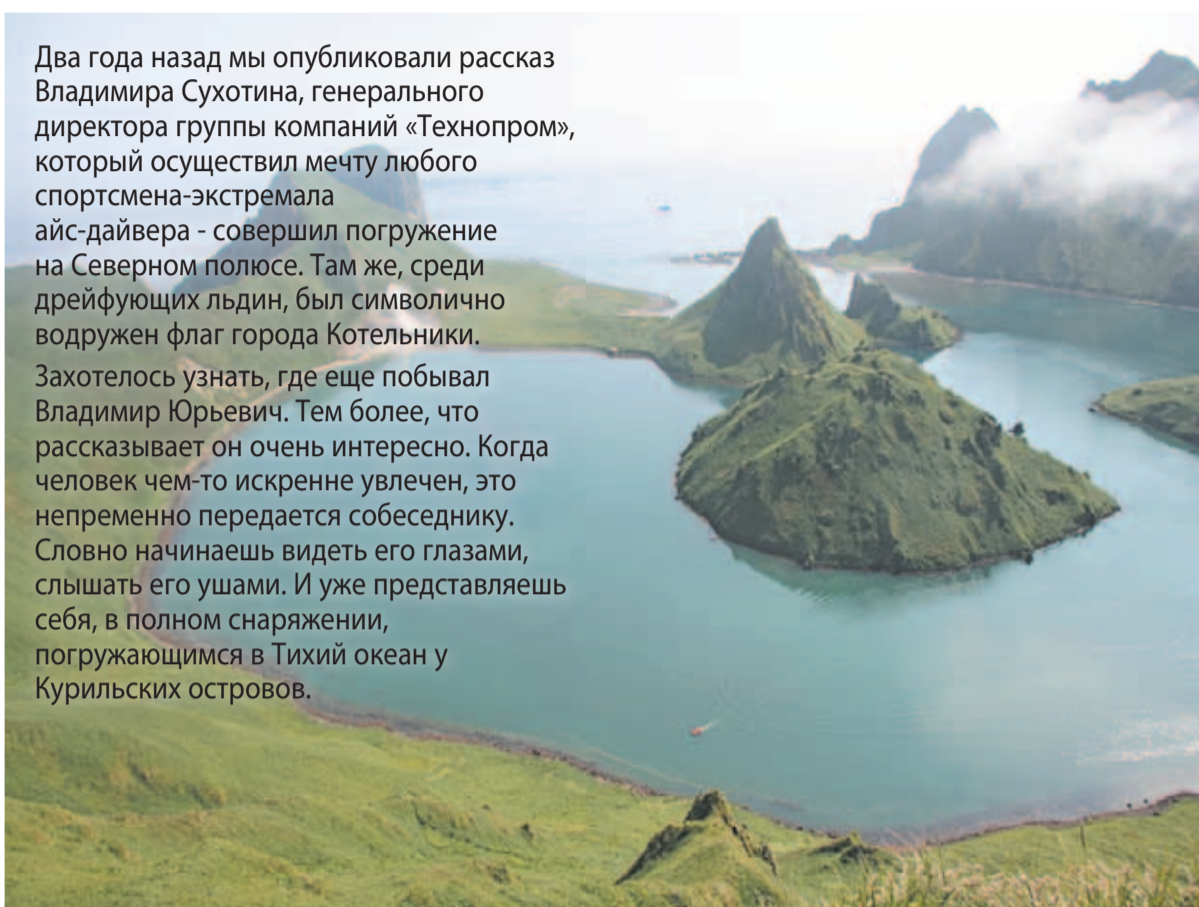 Два года назад мы опубликовали рассказ
Владимира Сухотина, генерального
директора группы компаний «Технопром»,
который осуществил мечту любого
спортсмена-экстремала
айс-дайвера - совершил погружение
на Северном полюсе. Там же, среди
дрейфующих льдин, был символично
водружен флаг города Котельники.
Захотелось узнать, где еще побывал
Владимир Юрьевич. Тем более, что
рассказывает он очень интересно. Когда
человек чем-то искренне увлечен, это
непременно передается собеседнику.
Словно начинаешь видеть его глазами,
слышать его ушами. И уже представляешь
себя, в полном снаряжении,
погружающимся в Тихий океан у
Курильских островов.